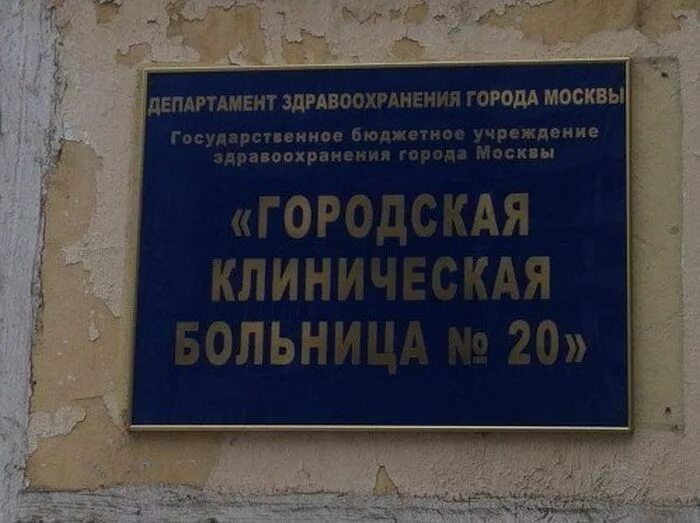 ДЕПАРТАМЕНТ ЗДРАВООХРАНЕНИЯ ГОРОДА МОСКВЫ
Государственное бюджетное учреждение
здравоохранения города Москвы
«ГОРОДСКАЯ
КЛИНИЧЕСКАЯ
БОЛЬНИЦА № 20»